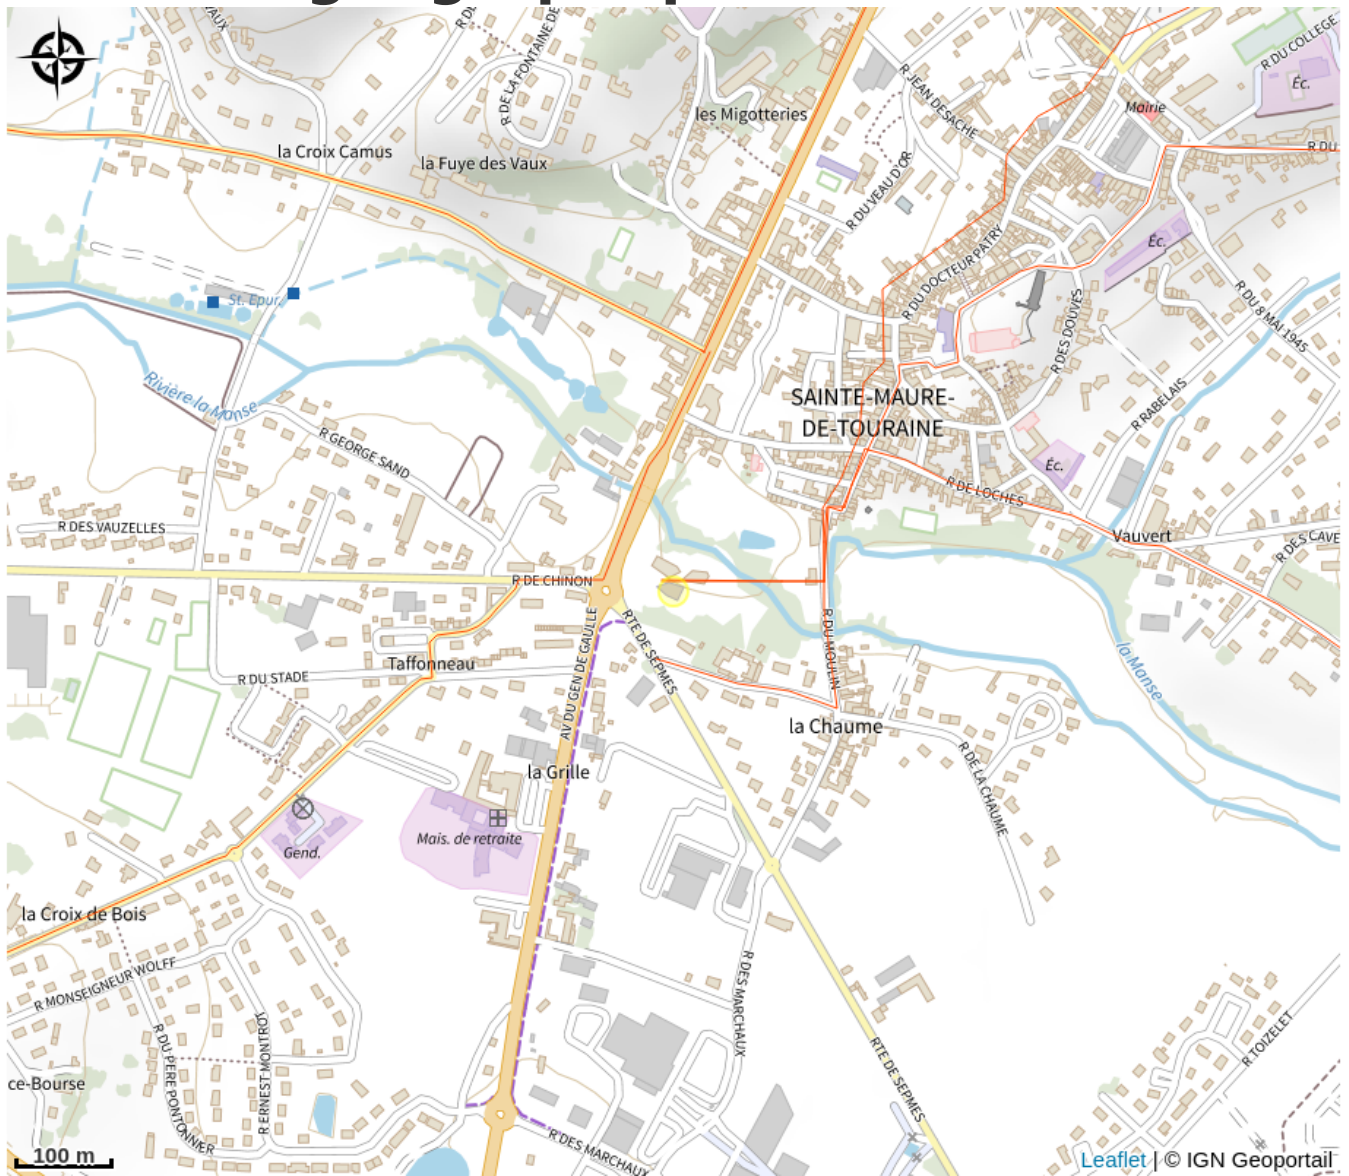 VAUX
R DE
R DE LA FONTAINE DE
R DU COLLEGE
Éc.
R JEAN DESACHE
Mairie
les Migotteries
la Croix Camus
la Fuye des Vaux
R DU
R DU VEAU D'OR
Éc.
R DU DOCTEUR PATRY
St. Epur.
R DES DOUVES
R DU 8 MAI 1945
Rivière la Manse
SAINTE-MAURE-
DE-TOURAINE
R RABELAIS
R GEORGE SAND
Éc.
R DE LOCHES
R DES VAUZELLES
Vauvert
R DES CAVE
R DE CHINON
RTE DE SEPMES
R DU MOULIN
la Manse
Taffonneau
R DU STADE
AV DU GEN DE GAULLE
la Chaume
la Grille
R DE LA CHAUME
Mais. de retraite
Gend.
la Croix de Bois
R MONSEIGNEUR WOLFF
R DES MARCHAUX
R DU PERE PONTONNIER
R ERNEST MONTROT
RTE DE SEPMES
R TOIZELET
ce-Bourse
R DES MARCHAUX
100 m
Leaflet | © IGN Geoportail